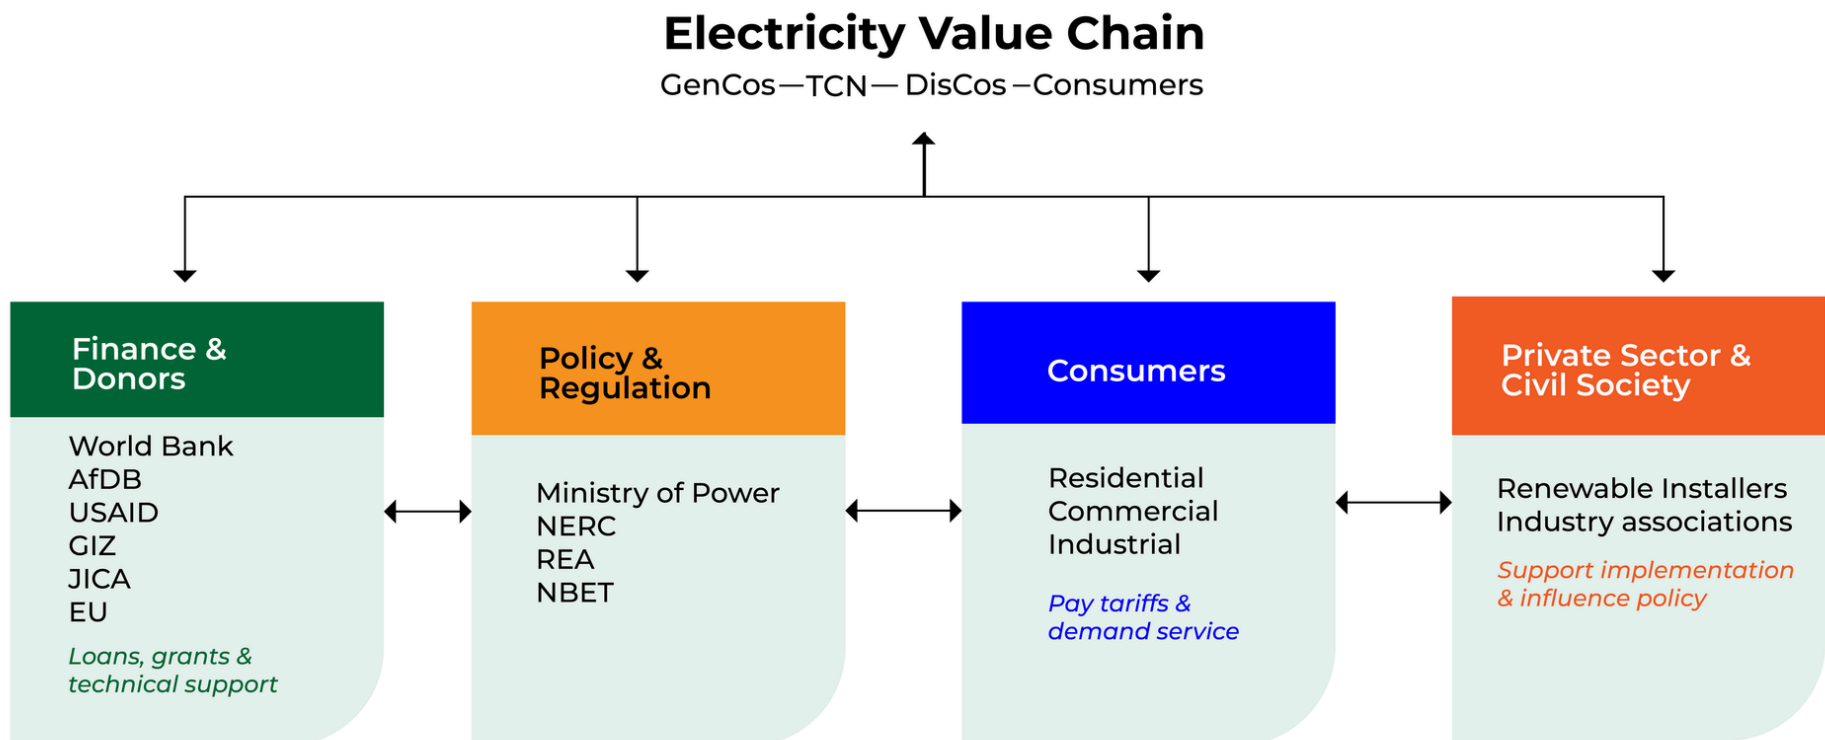 Electricity Value Chain
GenCos—TCN— DisCos –Consumers
Finance &
Donors
World Bank
AfDB
USAID
GIZ
JICA
EU
Loans, grants &
technical support
Policy &
Regulation
Ministry of Power
NERC
REA
NBET
Consumers
Residential
Commercial
Industrial
Pay tariffs &
demand service
Private Sector &
Civil Society
Renewable Installers
Industry associations
Support implementation
& influence policy